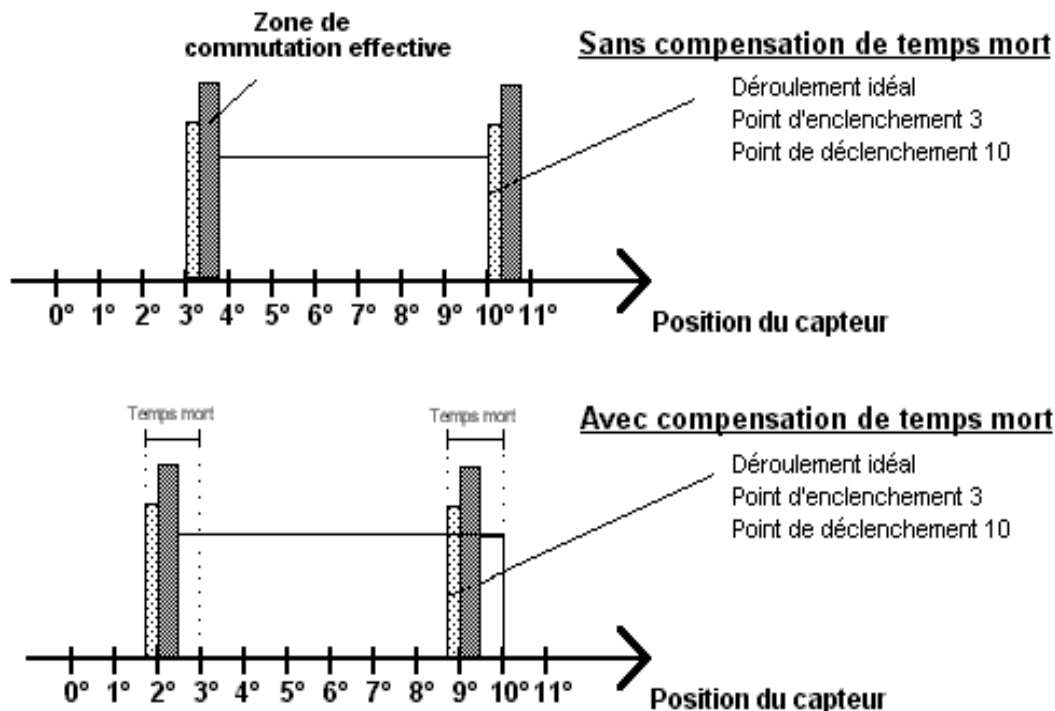 Zone de
commutation effective
Sans compensation de temps mort
Déroulement idéal
Point d'enclenchement 3
Point de déclenchement 10
0° 1° 2° 3° 4° 5° 6° 7° 8° 9° 10° 11°
Position du capteur
Temps mort
Temps mort
Avec compensation de temps mort
Déroulement idéal
Point d'enclenchement 3
Point de déclenchement 10
0° 1° 2° 3° 4° 5° 6° 7° 8° 9° 10° 11°
Position du capteur